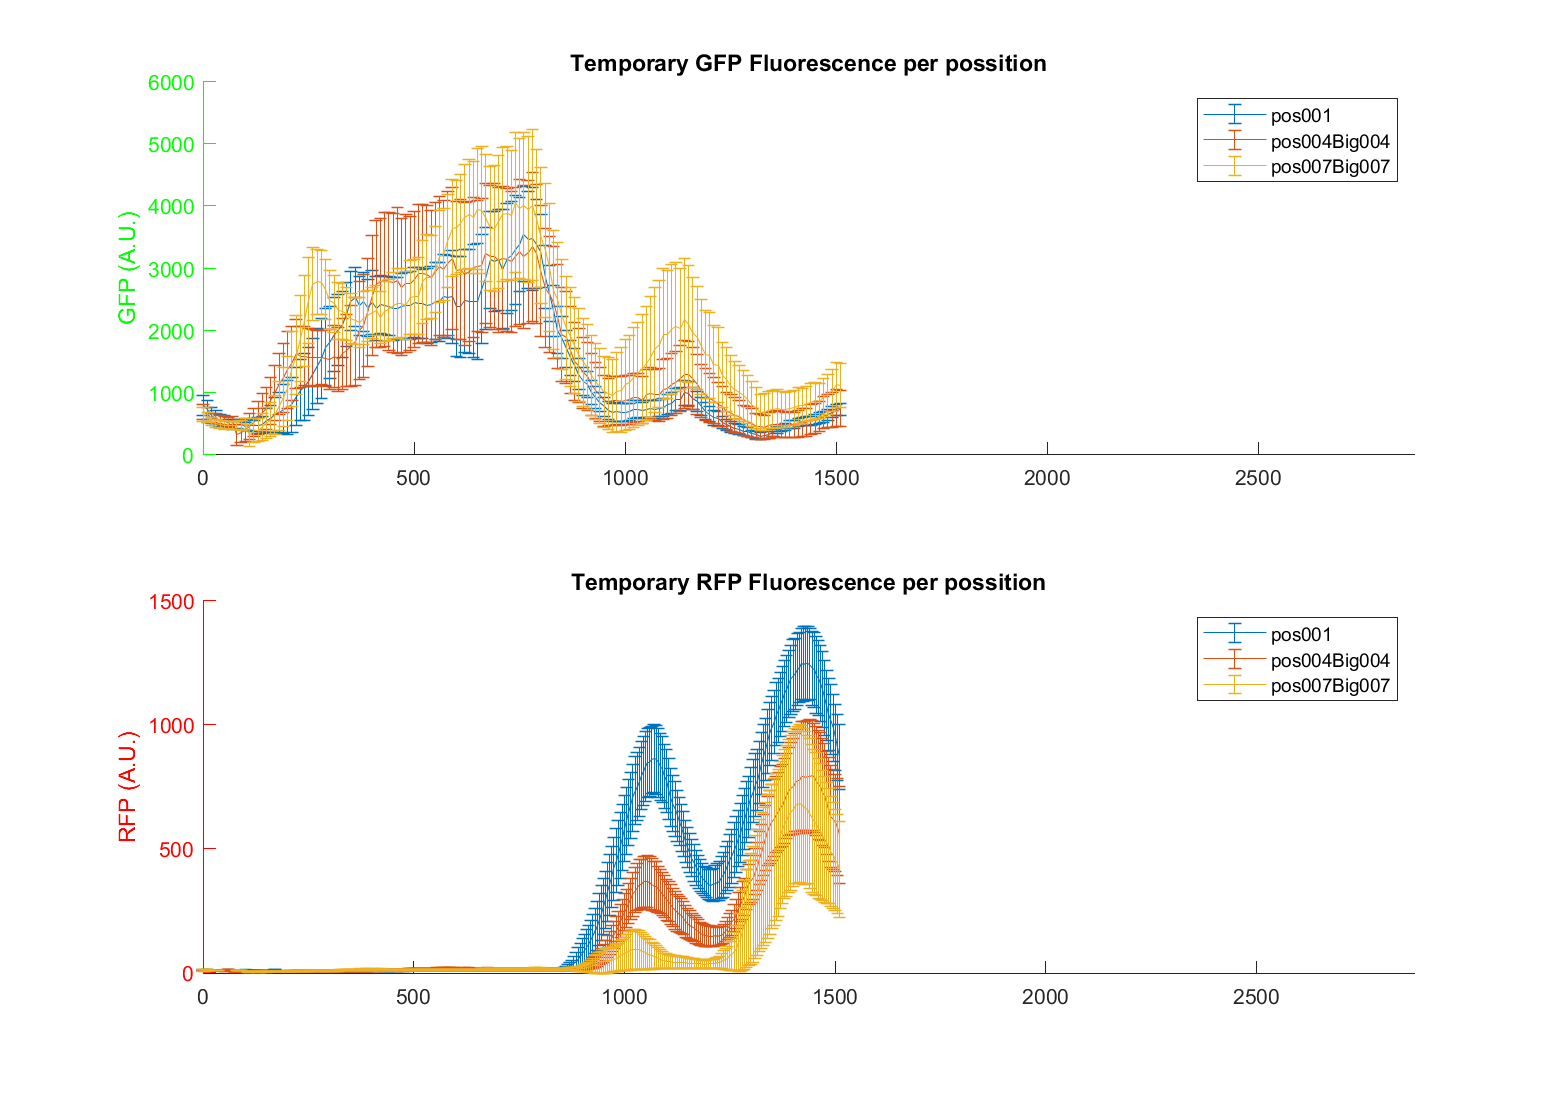 Temporary GFP Fluorescence per possition
GFP (A.U.)
6000
5000
4000
3000
2000
1000
0
0 500 1000 1500 2000 2500
pos001
pos004Big004
pos007Big007
Temporary RFP Fluorescence per possition
RFP (A.U.)
1500
1000
500
0
0 500 1000 1500 2000 2500
pos001
pos004Big004
pos007Big007